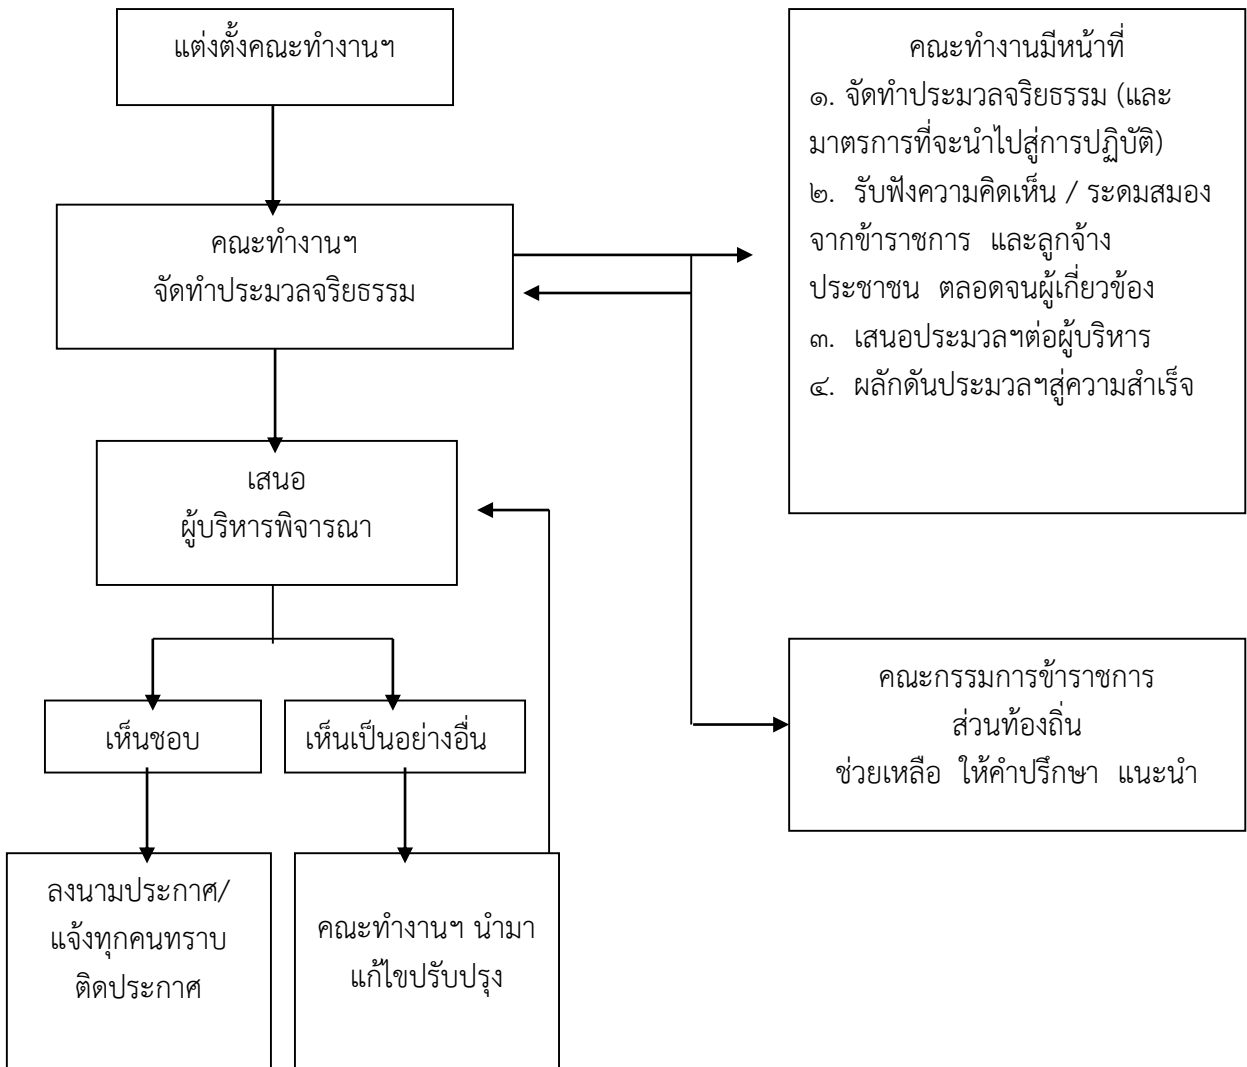 แต่งตั้งคณะทำงานฯ
คณะทำงานฯ
จัดทำประมวลจริยธรรม
เสนอ
ผู้บริหารพิจารณา
เห็นชอบ
เห็นเป็นอย่างอื่น
ลงนามประกาศ/
แจ้งทุกคนทราบ
ติดประกาศ
คณะทำงานฯ นำมา
แก้ไขปรับปรุง
คณะทำงานมีหน้าที่
๑. จัดทำประมวลจริยธรรม (และ
มาตรการที่จะนำไปสู่การปฏิบัติ)
๒. รับฟังความคิดเห็น / ระดมสมอง
จากข้าราชการ และลูกจ้าง
ประชาชน ตลอดจนผู้เกี่ยวข้อง
๓. เสนอประมวลฯต่อผู้บริหาร
๔. ผลักดันประมวลฯสู่ความสำเร็จ
คณะกรรมการข้าราชการ
ส่วนท้องถิ่น
ช่วยเหลือ ให้คำปรึกษา แนะนำ